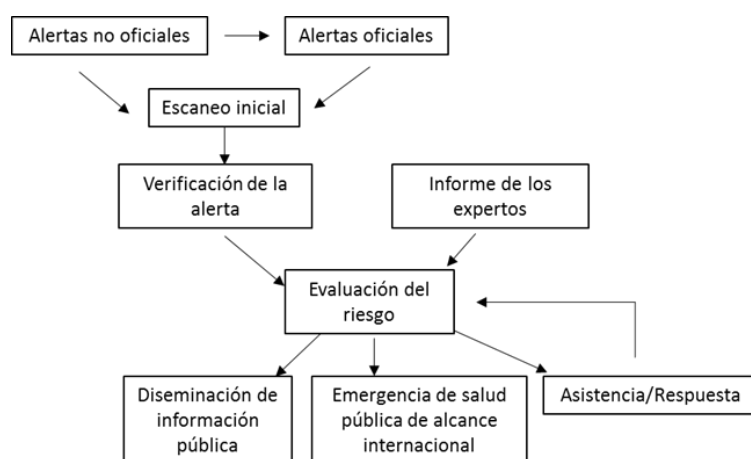 Alertas no oficiales
Alertas oficiales
Escaneo inicial
Verificación de la
alerta
Informe de los
expertos
Evaluación del
riesgo
Diseminación de
información
pública
Emergencia de salud
pública de alcance
internacional
Asistencia/Respuesta